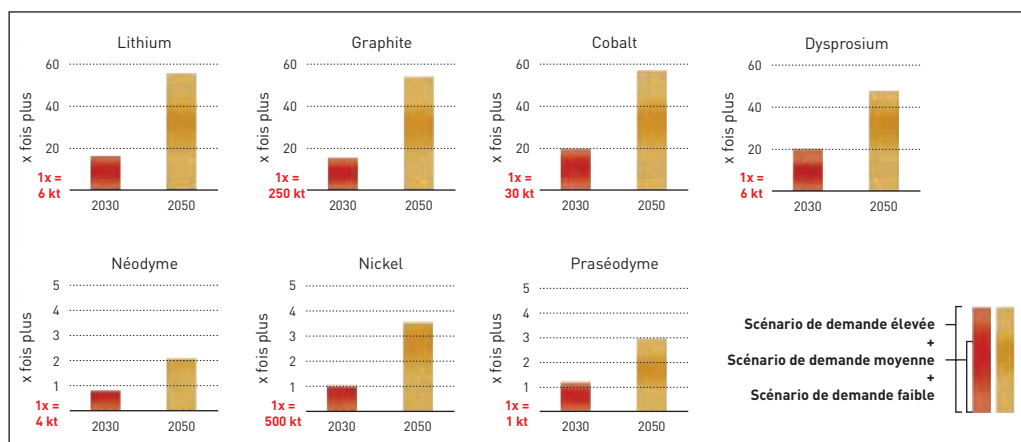 Lithium
60
40
20
x fois plus
1x =
6 kt
2030
2050
Graphite
60
40
20
x fois plus
1x =
250 kt
2030
2050
Cobalt
60
40
20
x fois plus
1x =
30 kt
2030
2050
Dysprosium
60
40
20
x fois plus
1x =
6 kt
2030
2050
Néodyme
5
4
3
2
1
x fois plus
1x =
4 kt
2030
2050
Nickel
5
4
3
2
1
x fois plus
1x =
500 kt
2030
2050
Praséodyme
5
4
3
2
1
x fois plus
1x =
1 kt
2030
2050
Scénario de demande élevée
+
Scénario de demande moyenne
+
Scénario de demande faible